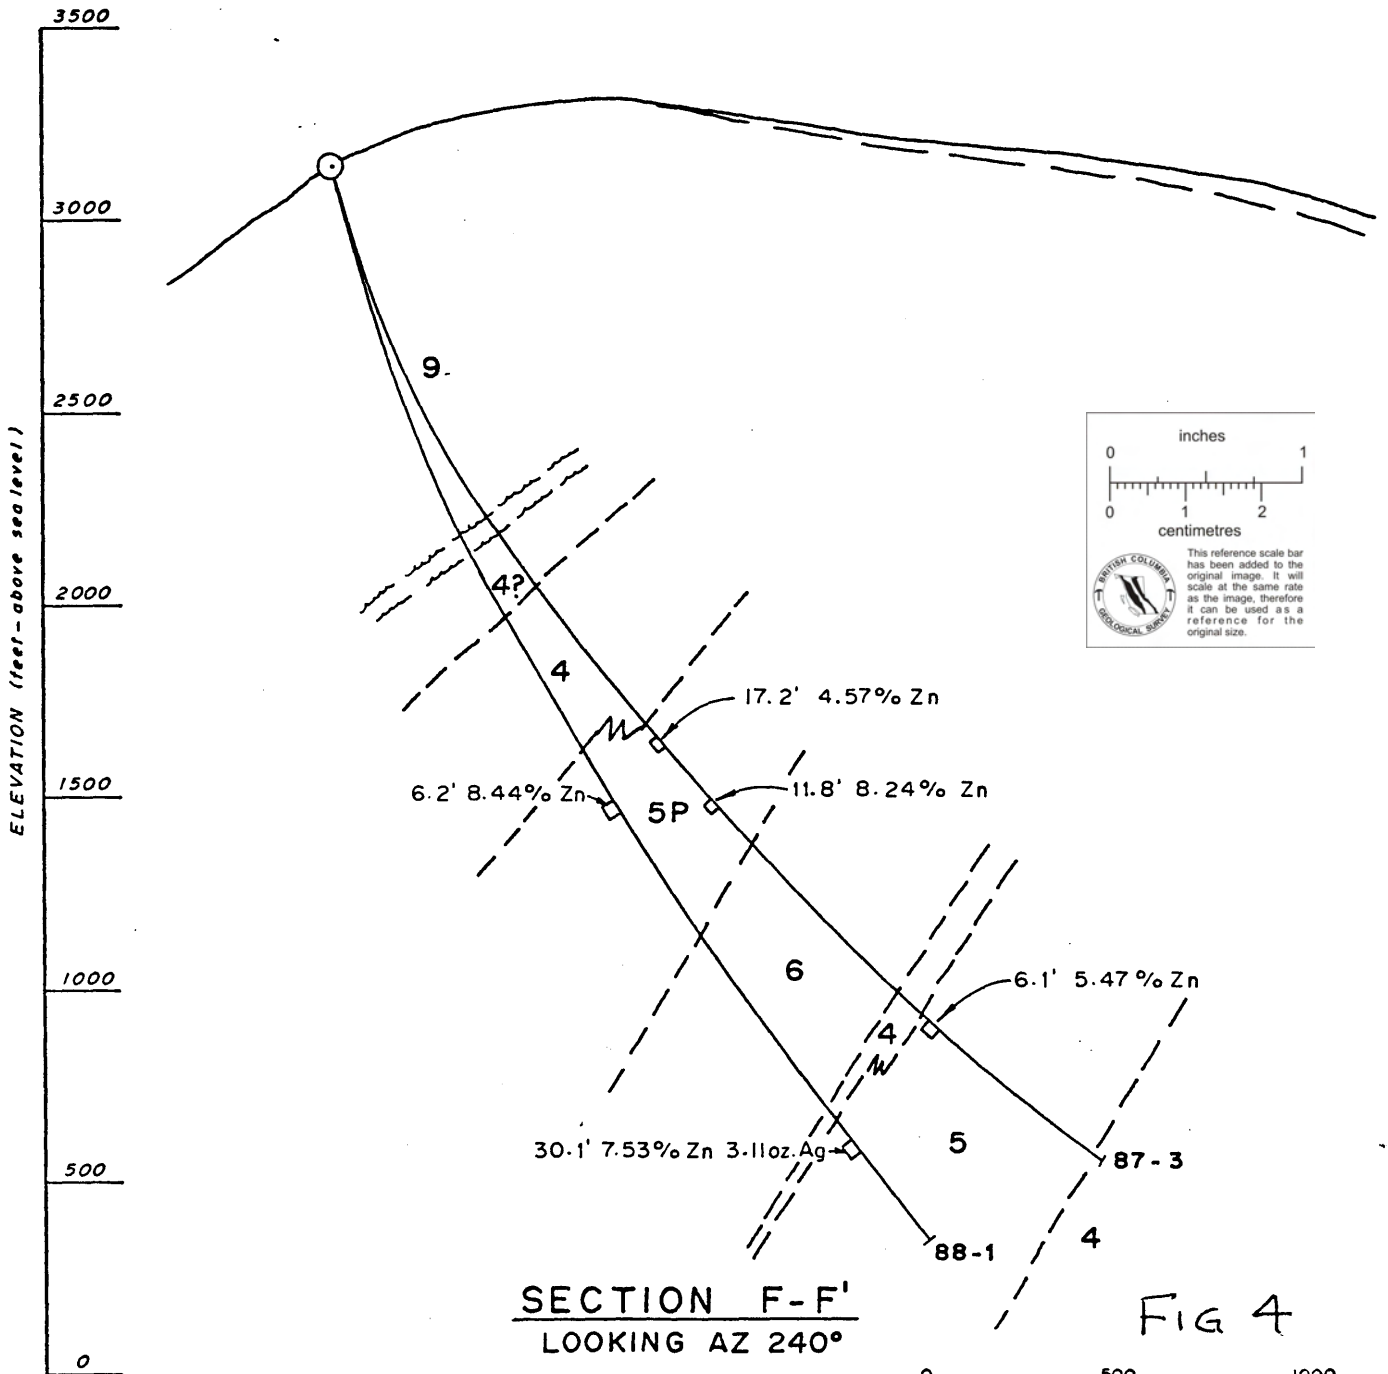 3500
3000
2500
2000
1500
1000
500
0
ELEVATION (feet-above sea level)
9
4?
4
17.2' 4.57% Zn
6.2' 8.44% Zn
5P
11.8' 8.24% Zn
6
6.1' 5.47% Zn
4
30.1' 7.53% Zn 3.11oz. Ag
5
87-3
4
88-1
SECTION F-F'
LOOKING AZ 240°
FIG 4
0 500 1000
inches
0 1
0 1 2
centimetres
BRITISH COLUMBIA
GEOLOGICAL SURVEY
This reference scale bar
has been added to the
original image. It will
scale at the same rate
as the image, therefore
it can be used as a
reference for the
original size.